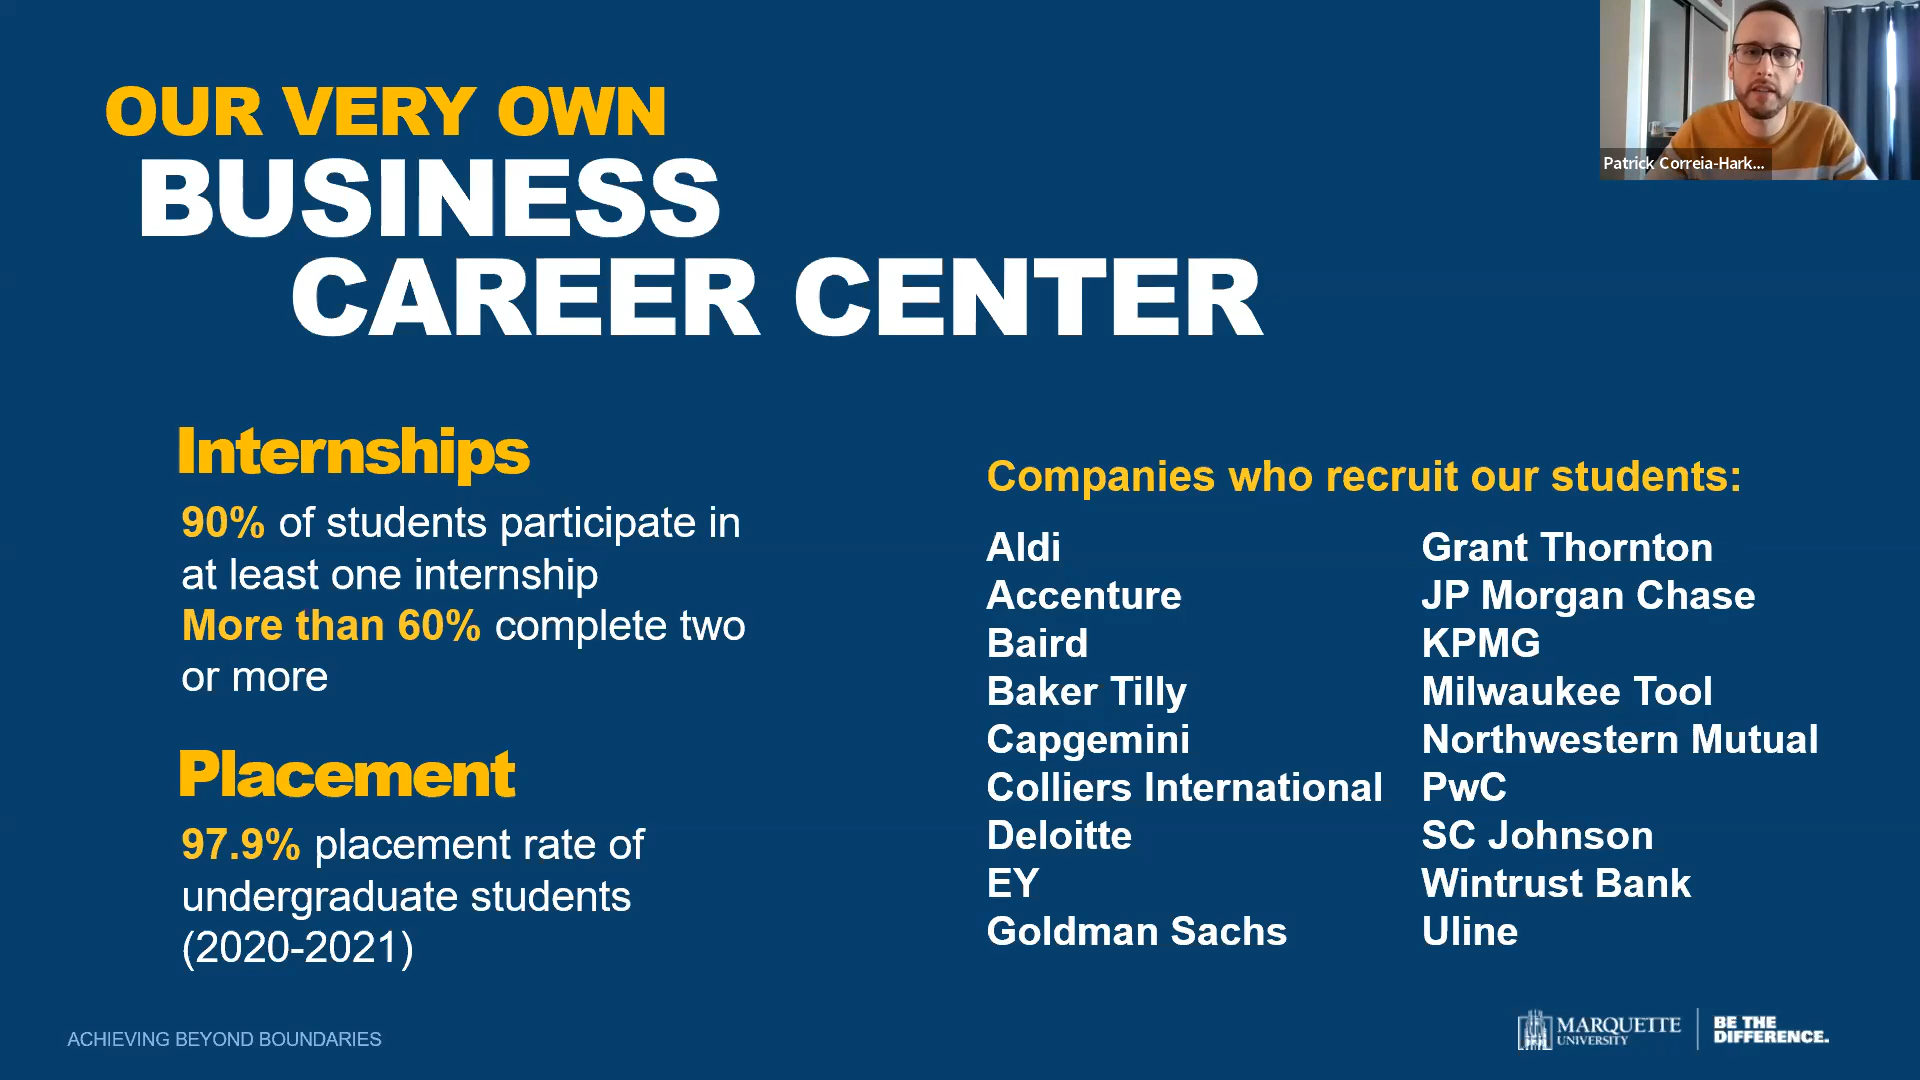 OUR VERY OWN
BUSINESS
CAREER CENTER
Patrick Correia-Hark...
Internships
90% of students participate in
at least one internship
More than 60% complete two
or more
Placement
97.9% placement rate of
undergraduate students
(2020-2021)
Companies who recruit our students:
Aldi
Accenture
Baird
Baker Tilly
Capgemini
Colliers International
Deloitte
EY
Goldman Sachs
Grant Thornton
JP Morgan Chase
KPMG
Milwaukee Tool
Northwestern Mutual
PwC
SC Johnson
Wintrust Bank
Uline
ACHIEVING BEYOND BOUNDARIES
MARQUETTE
UNIVERSITY
BE THE
DIFFERENCE.